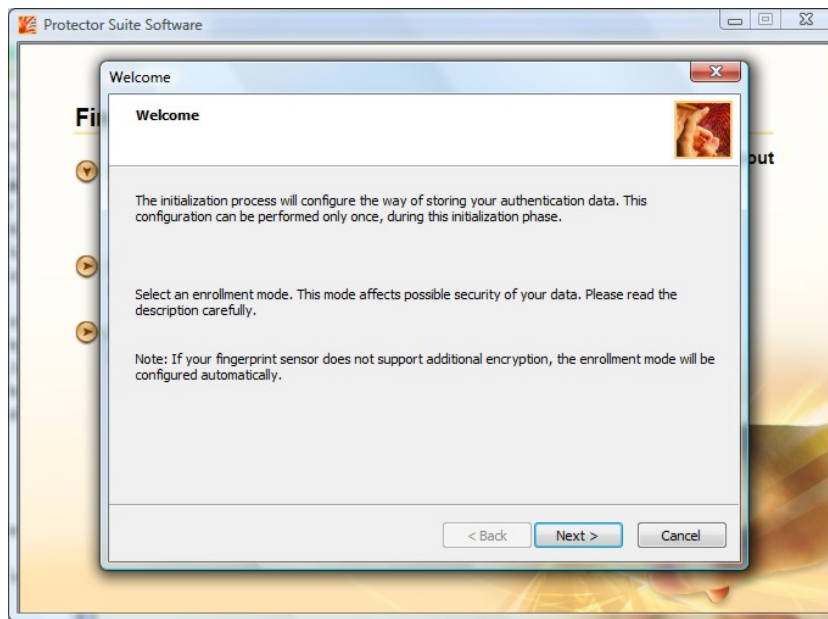 Protector Suite Software
Welcome
Welcome
The initialization process will configure the way of storing your authentication data. This
configuration can be performed only once, during this initialization phase.
Select an enrollment mode. This mode affects possible security of your data. Please read the
description carefully.
Note: If your fingerprint sensor does not support additional encryption, the enrollment mode will be
configured automatically.
< Back
Next >
Cancel